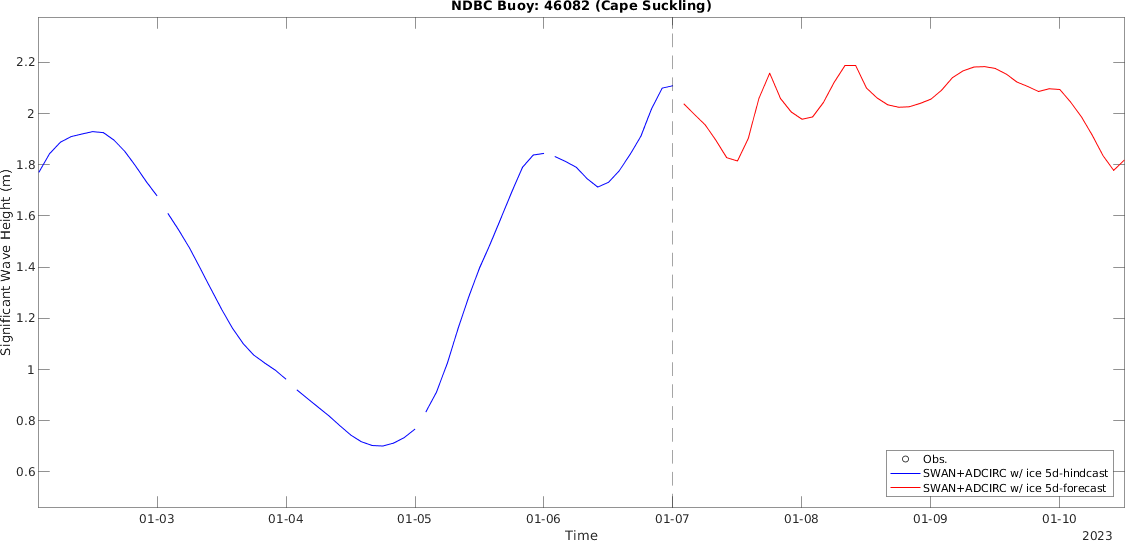 NDBC Buoy: 46082 (Cape Suckling)
2.2
2
1.8
1.6
1.4
1.2
1
0.8
0.6
Significant Wave Height (m)
Obs.
SWAN+ADCIRC w/ ice 5d-hindcast
SWAN+ADCIRC w/ ice 5d-forecast
01-03 01-04 01-05 01-06 01-07 01-08 01-09 01-10
Time
2023